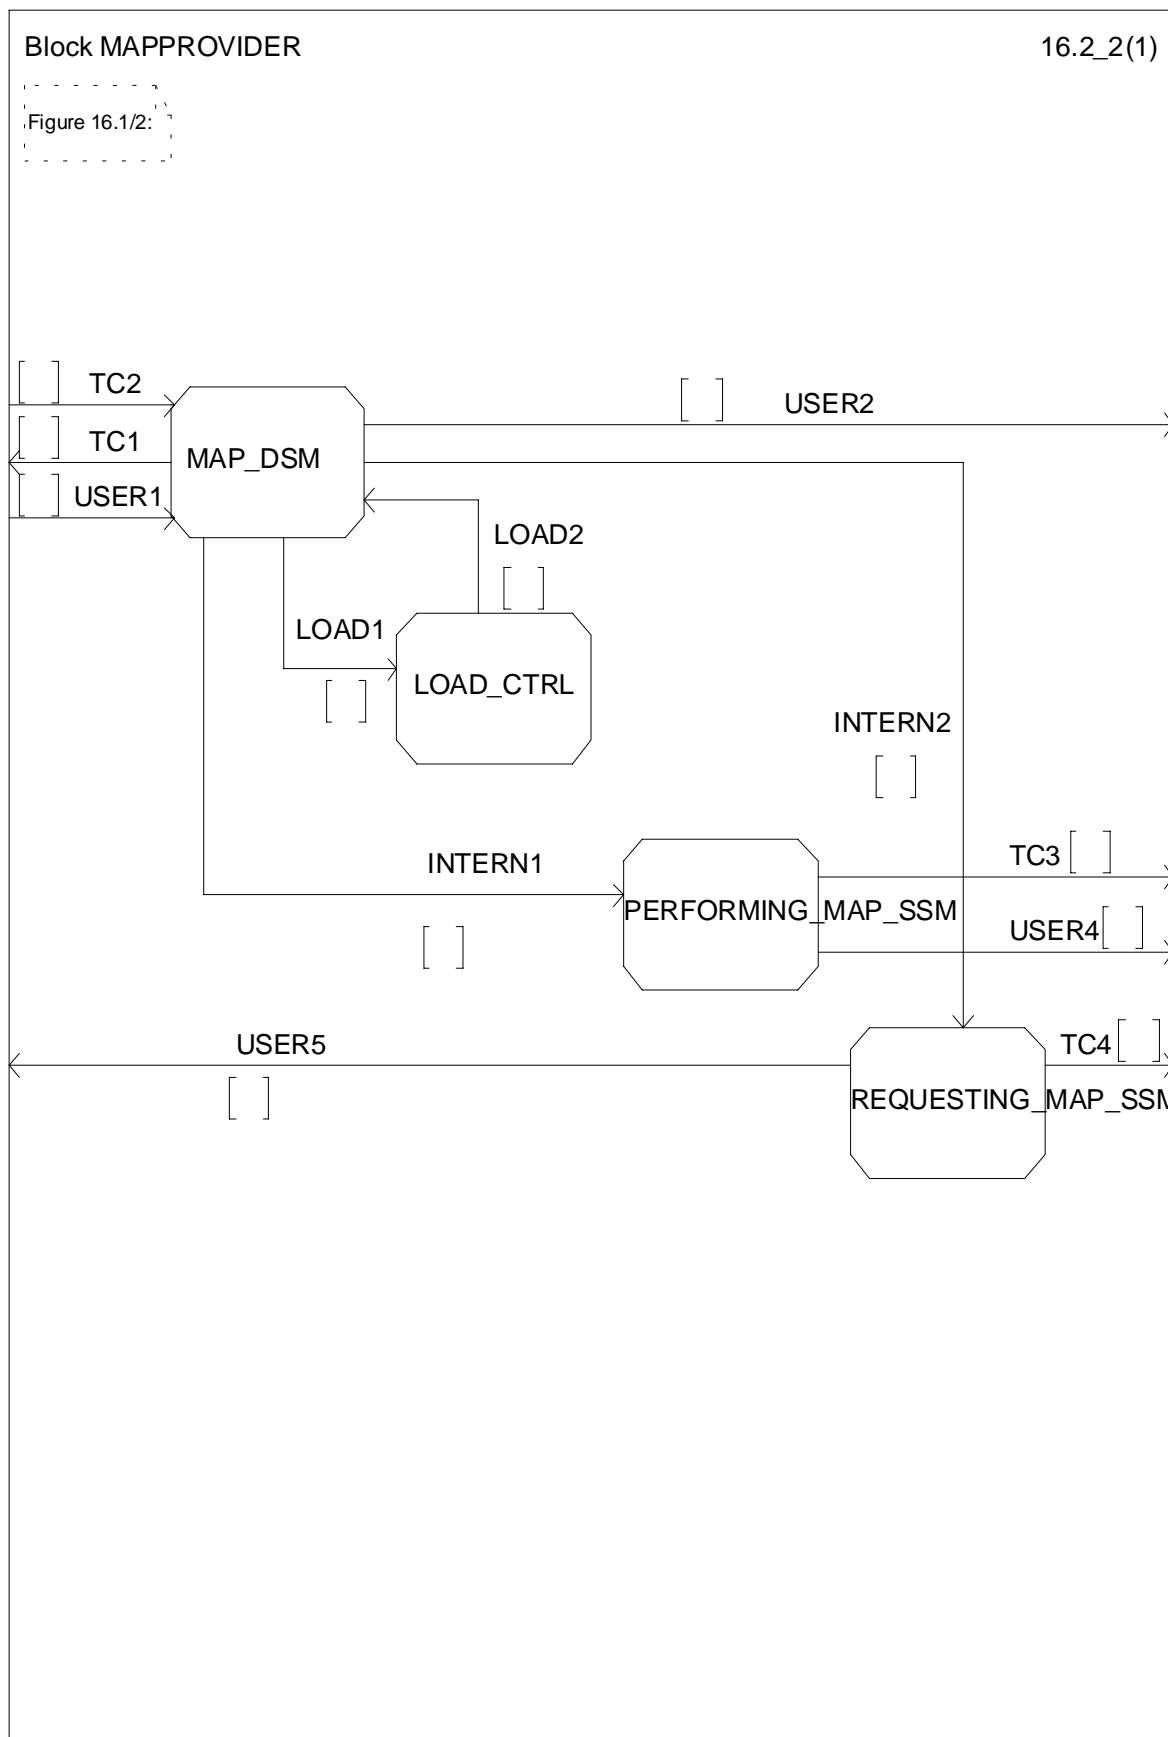 Block MAPPROVIDER
16.2_2(1)
Figure 16.1/2:
TC2
USER2
TC1
MAP_DSM
USER1
LOAD2
LOAD1
LOAD_CTRL
INTERN2
INTERN1
TC3
PERFORMING_MAP_SSM
USER4
USER5
TC4
REQUESTING_MAP_SSM